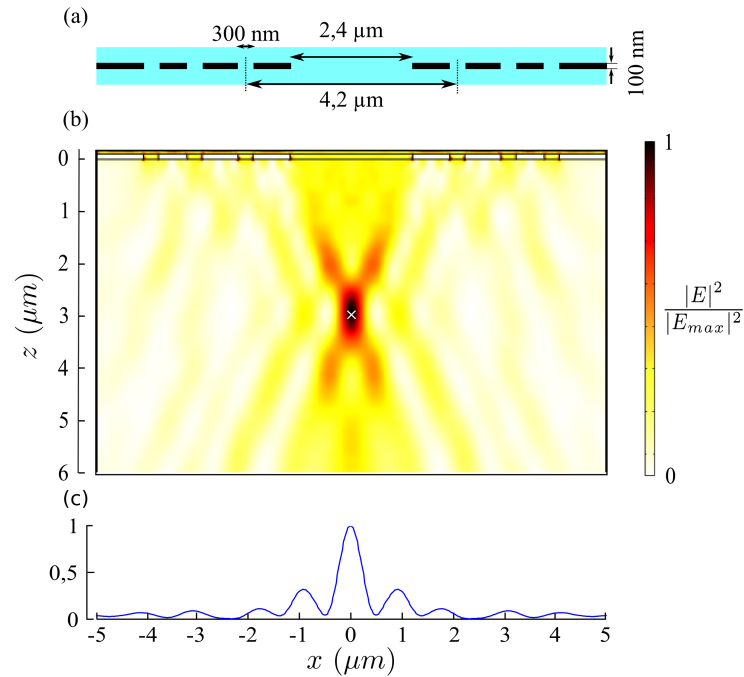 (a)
300 nm
2,4 µm
4,2 µm
100 nm
(b)
0
1
2
3
4
5
6
z (µm)
1
0
|E|²
|Emax|²
(c)
1
0,5
0
-5 -4 -3 -2 -1 0 1 2 3 4 5
x (µm)